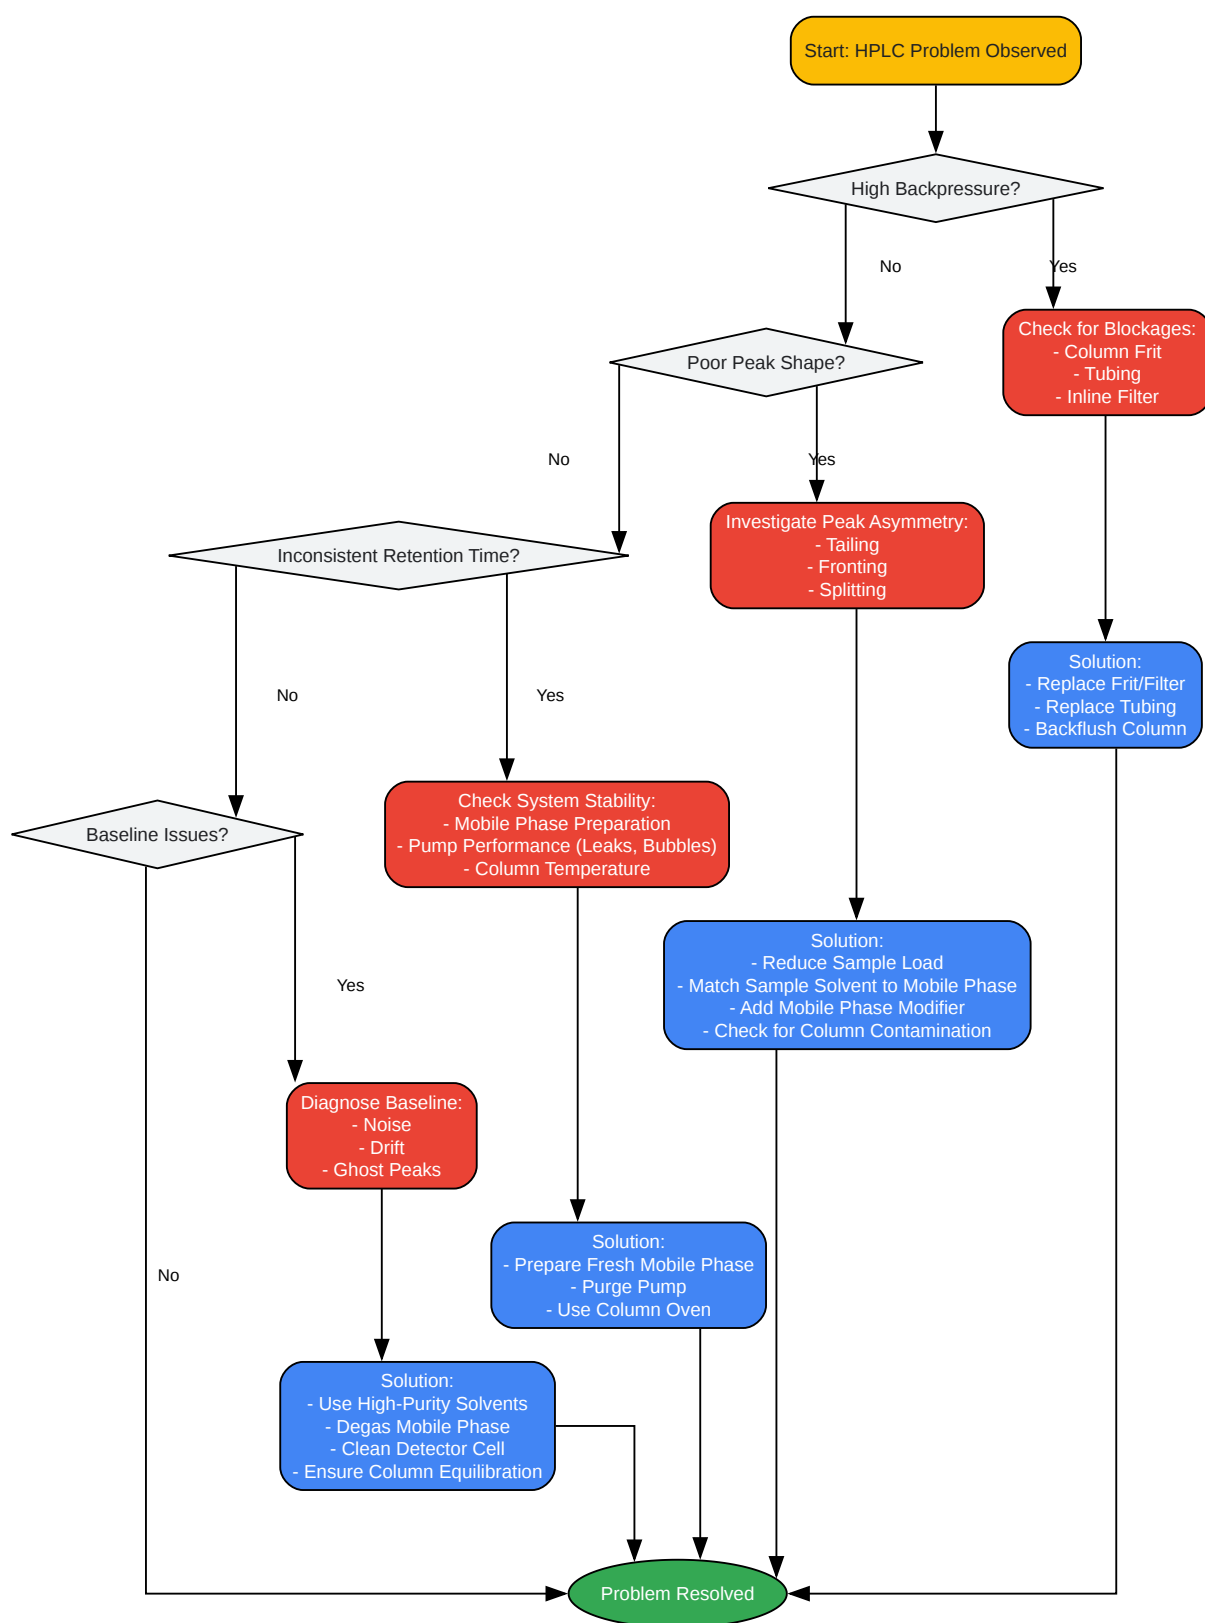 Start: HPLC Problem Observed
High Backpressure?
No
Yes
Check for Blockages:
- Column Frit
- Tubing
- Inline Filter
Poor Peak Shape?
No
Yes
Investigate Peak Asymmetry:
- Tailing
- Fronting
- Splitting
Inconsistent Retention Time?
No
Yes
Solution:
- Replace Frit/Filter
- Replace Tubing
- Backflush Column
Check System Stability:
- Mobile Phase Preparation
- Pump Performance (Leaks, Bubbles)
- Column Temperature
Baseline Issues?
Yes
No
Solution:
- Reduce Sample Load
- Match Sample Solvent to Mobile Phase
- Add Mobile Phase Modifier
- Check for Column Contamination
Diagnose Baseline:
- Noise
- Drift
- Ghost Peaks
Solution:
- Prepare Fresh Mobile Phase
- Purge Pump
- Use Column Oven
Solution:
- Use High-Purity Solvents
- Degas Mobile Phase
- Clean Detector Cell
- Ensure Column Equilibration
Problem Resolved